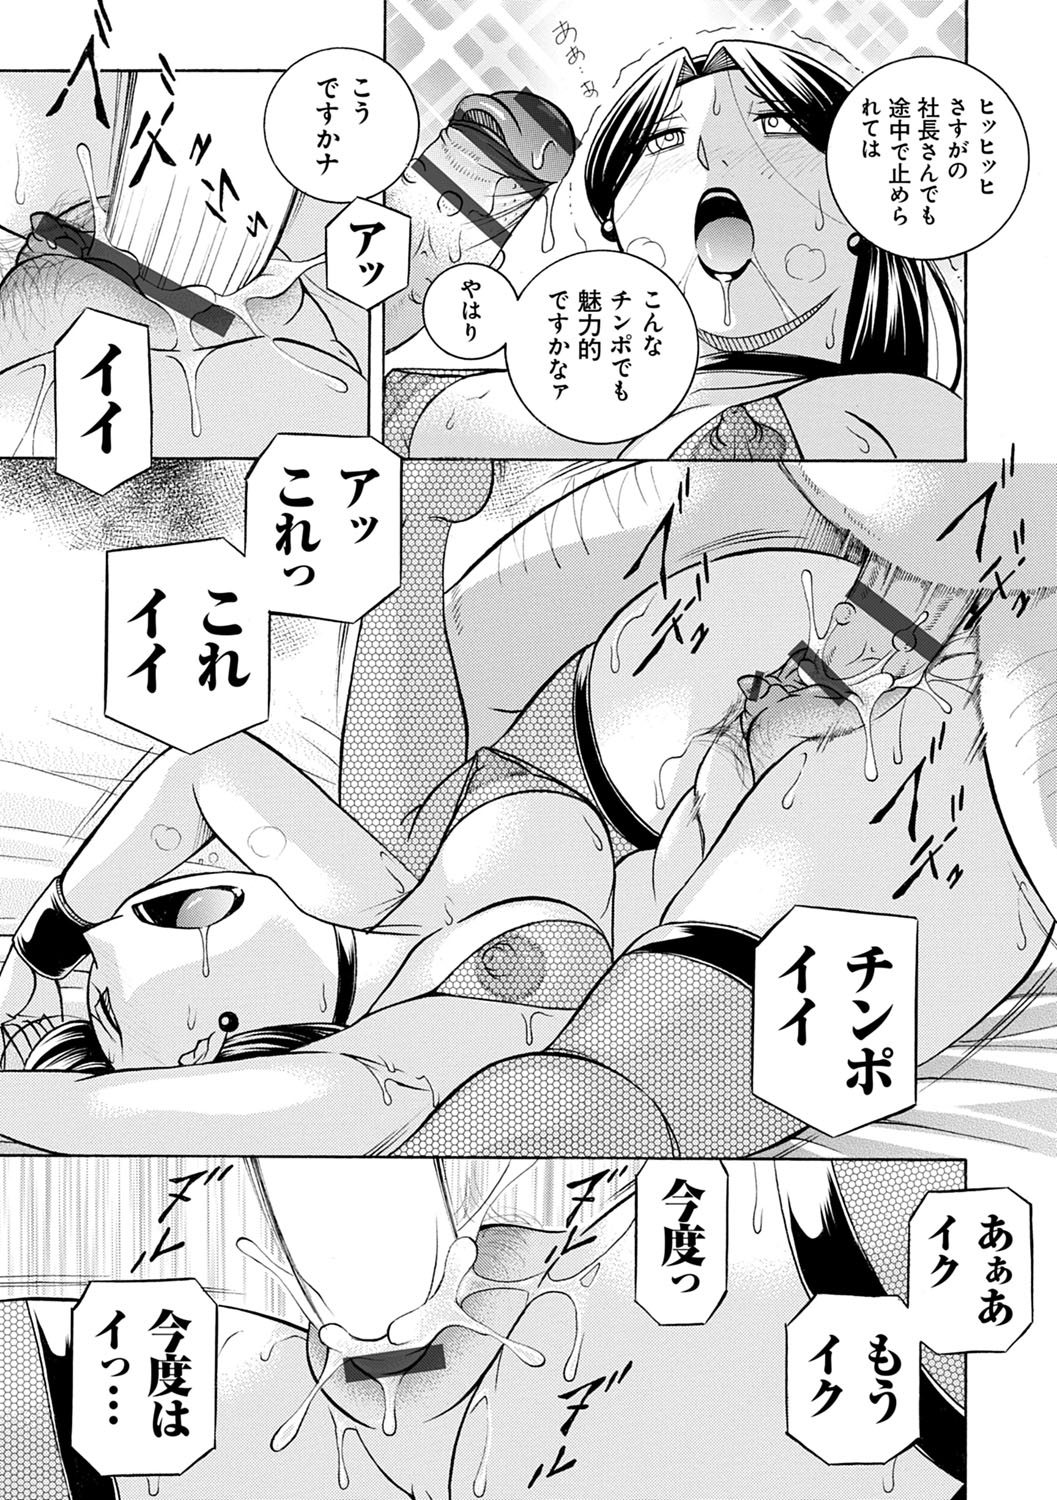 ヒッヒッヒ
さすがの
社長さんでも
途中で止めら
れては
こんな
チンポでも
魅力的
ですかなァ
やはり
あぁ…ぁ
こう
ですかナ
アッ
イイ
アッ
これっ
これ
イイ
チンポ
イイ
あぁあ
イク
もう
イク
今度っ
今度は
イっ…